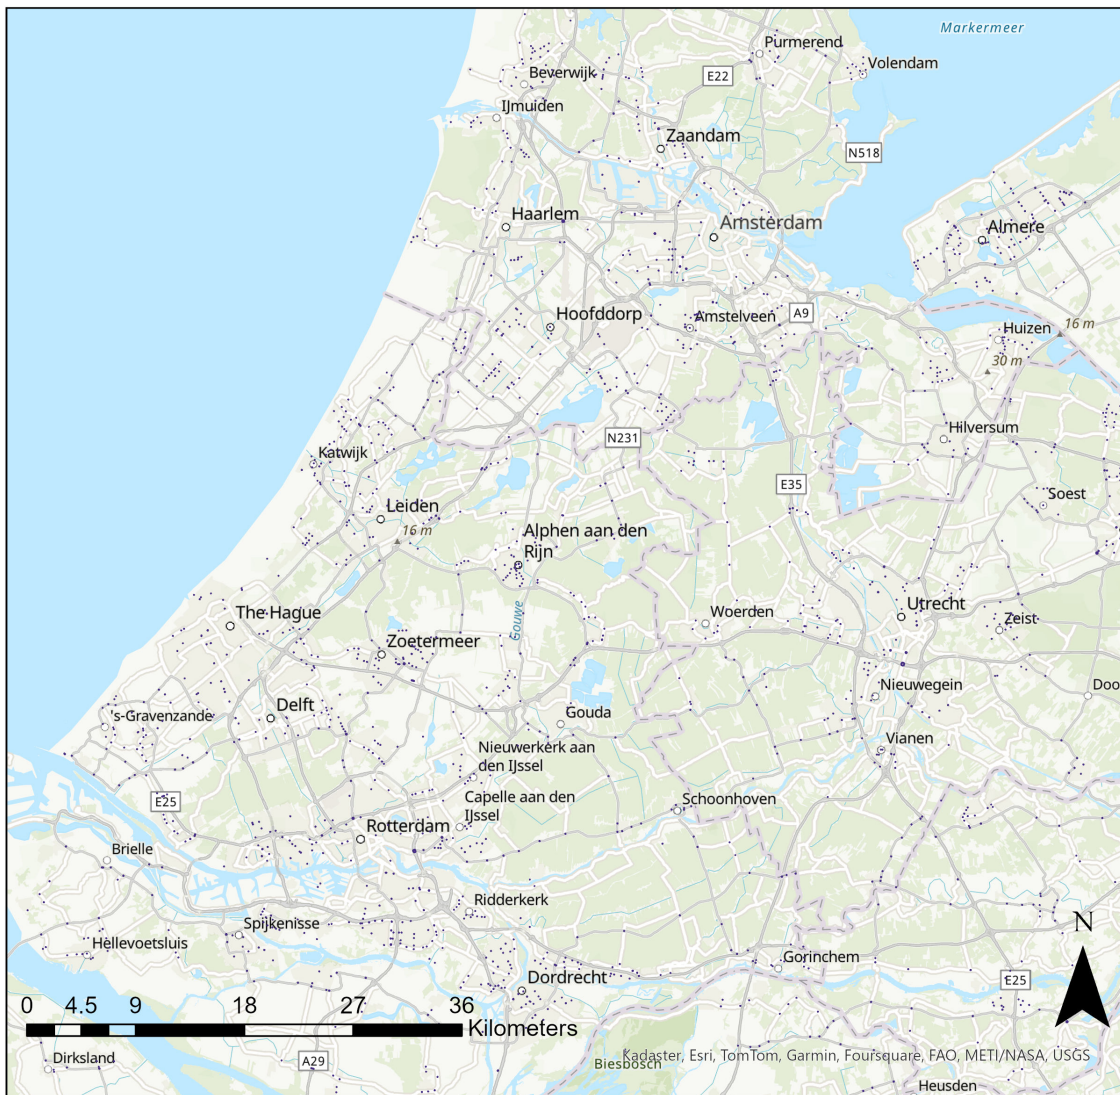 Markermeer
Purmerend
Volendam
Beverwijk
E22
IJmuiden
Zaandam
N518
Haarlem
Amsterdam
Almere
Hoofddorp
Amstelveen
A9
Huizen
16 m
30 m
N231
Hilversum
Katwijk
E35
Soest
Leiden
16 m
Alphen aan den
Rijn
Gouwe
The Hague
Woerden
Utrecht
Zeist
Zoetermeer
Nieuwegein
Doo
's-Gravenzande
Delft
Gouda
Vianen
Nieuwerkerk aan
den IJssel
E25
Capelle aan den
IJssel
Schoonhoven
Rotterdam
Brielle
Ridderkerk
Spijkenisse
N
Hellevoetsluis
Gorinchem
Dordrecht
E25
0 4.5 9 18 27 36
Kilometers
Dirksland
A29
Biesbosch
Kadaster, Esri, TomTom, Garmin, Foursquare, FAO, METI/NASA, USGS
Heusden